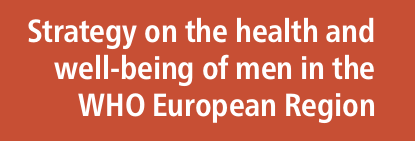 Strategy on the health and
well-being of men in the
WHO European Region